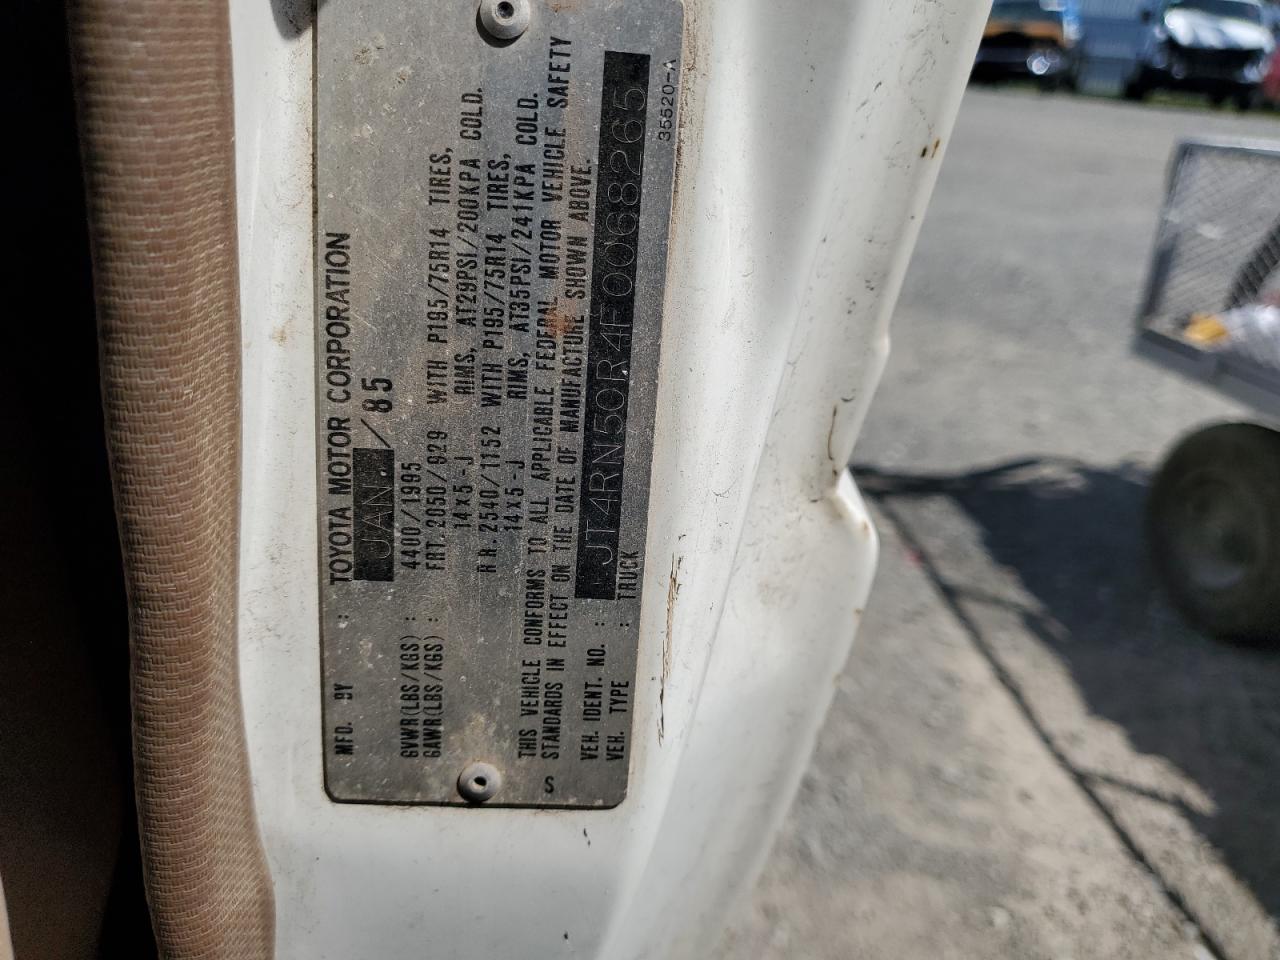 MFD. BY : TOYOTA MOTOR CORPORATION
JAN. / 85
GVWR(LBS/KGS) : 4400/1995
GAWR(LBS/KGS) : FRT. 2050/929 WITH P195/75R14 TIRES,
14x5-J RIMS, AT29PSI/200KPA COLD.
RR. 2540/1152 WITH P195/75R14 TIRES,
14x5-J RIMS, AT35PSI/241KPA COLD.
THIS VEHICLE CONFORMS TO ALL APPLICABLE FEDERAL MOTOR VEHICLE SAFETY
STANDARDS IN EFFECT ON THE DATE OF MANUFACTURE SHOWN ABOVE.
VEH. IDENT. NO. : JT4RN50R4F0068265
VEH. TYPE : TRUCK
S
35520-A